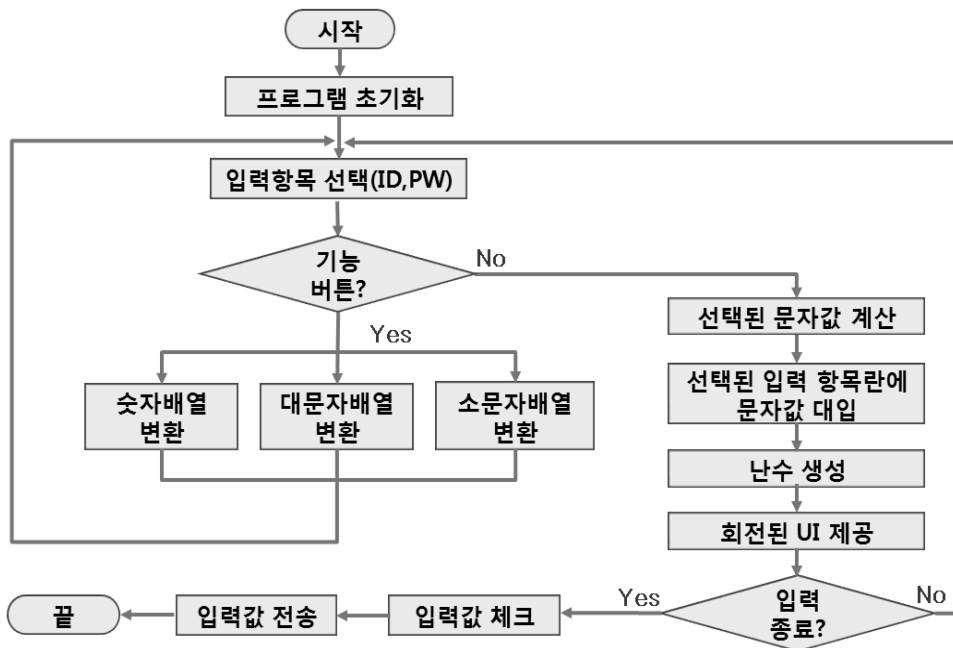 시작
프로그램 초기화
입력항목 선택(ID,PW)
기능
버튼?
No
Yes
숫자배열
변환
대문자배열
변환
소문자배열
변환
선택된 문자값 계산
선택된 입력 항목란에
문자값 대입
난수 생성
회전된 UI 제공
입력
종료?
No
Yes
입력값 체크
입력값 전송
끝